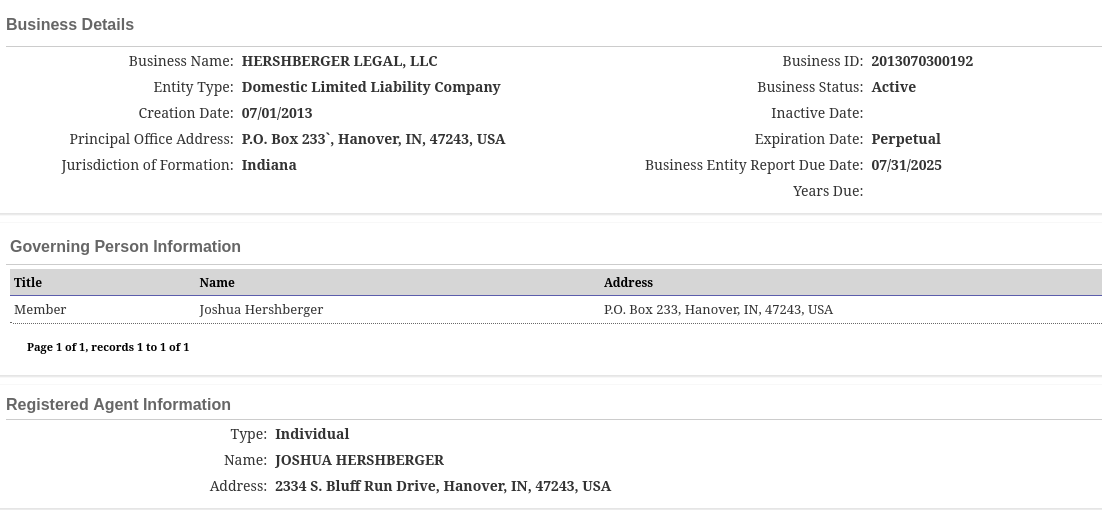 Business Details
Business Name: HERSHBERGER LEGAL, LLC Business ID: 2013070300192
Entity Type: Domestic Limited Liability Company Business Status: Active
Creation Date: 07/01/2013 Inactive Date:
Principal Office Address: P.O. Box 233`, Hanover, IN, 47243, USA Expiration Date: Perpetual
Jurisdiction of Formation: Indiana Business Entity Report Due Date: 07/31/2025
Years Due:
Governing Person Information
Title Name Address
Member Joshua Hershberger P.O. Box 233, Hanover, IN, 47243, USA
Page 1 of 1, records 1 to 1 of 1
Registered Agent Information
Type: Individual
Name: JOSHUA HERSHBERGER
Address: 2334 S. Bluff Run Drive, Hanover, IN, 47243, USA